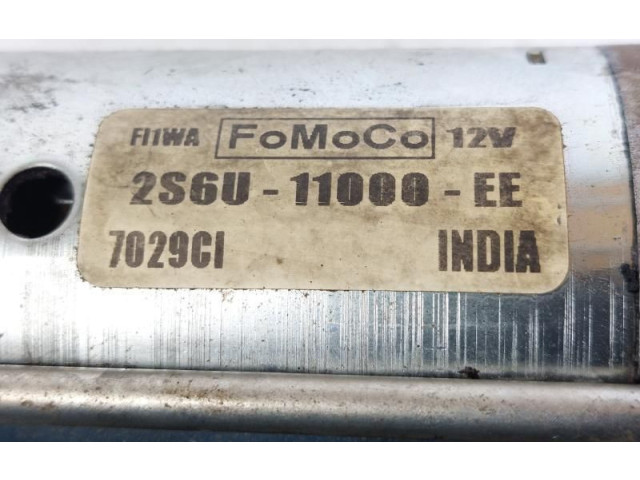 FI1WA FoMoCo 12V
2S6U - 11000 - EE
7029CI INDIA